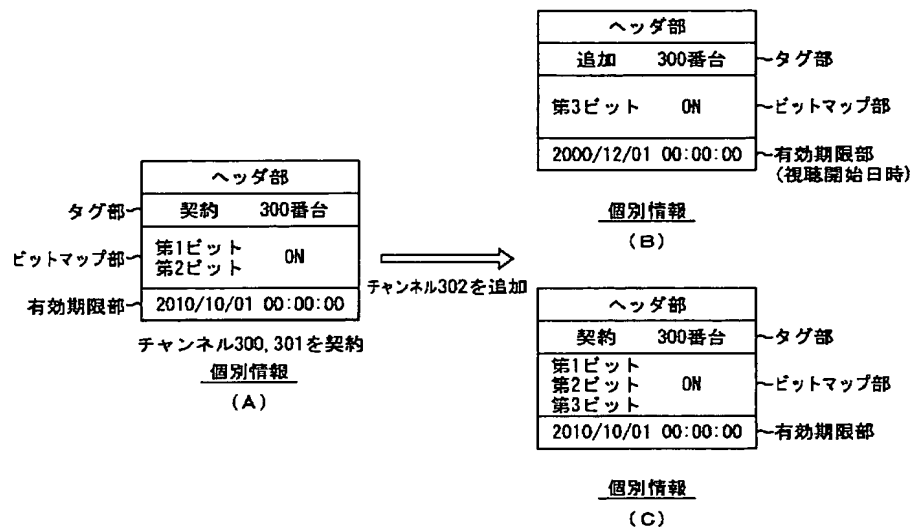 ヘッダ部
タグ部
契約 300番台
ビットマップ部
第1ビット
第2ビット
ON
有効期限部
2010/10/01 00:00:00
チャンネル300,301を契約
個別情報
(A)
チャンネル302を追加
ヘッダ部
追加 300番台
タグ部
第3ビット ON
ビットマップ部
2000/12/01 00:00:00
有効期限部
(視聴開始日時)
個別情報
(B)
ヘッダ部
契約 300番台
タグ部
第1ビット
第2ビット ON
第3ビット
ビットマップ部
2010/10/01 00:00:00
有効期限部
個別情報
(C)